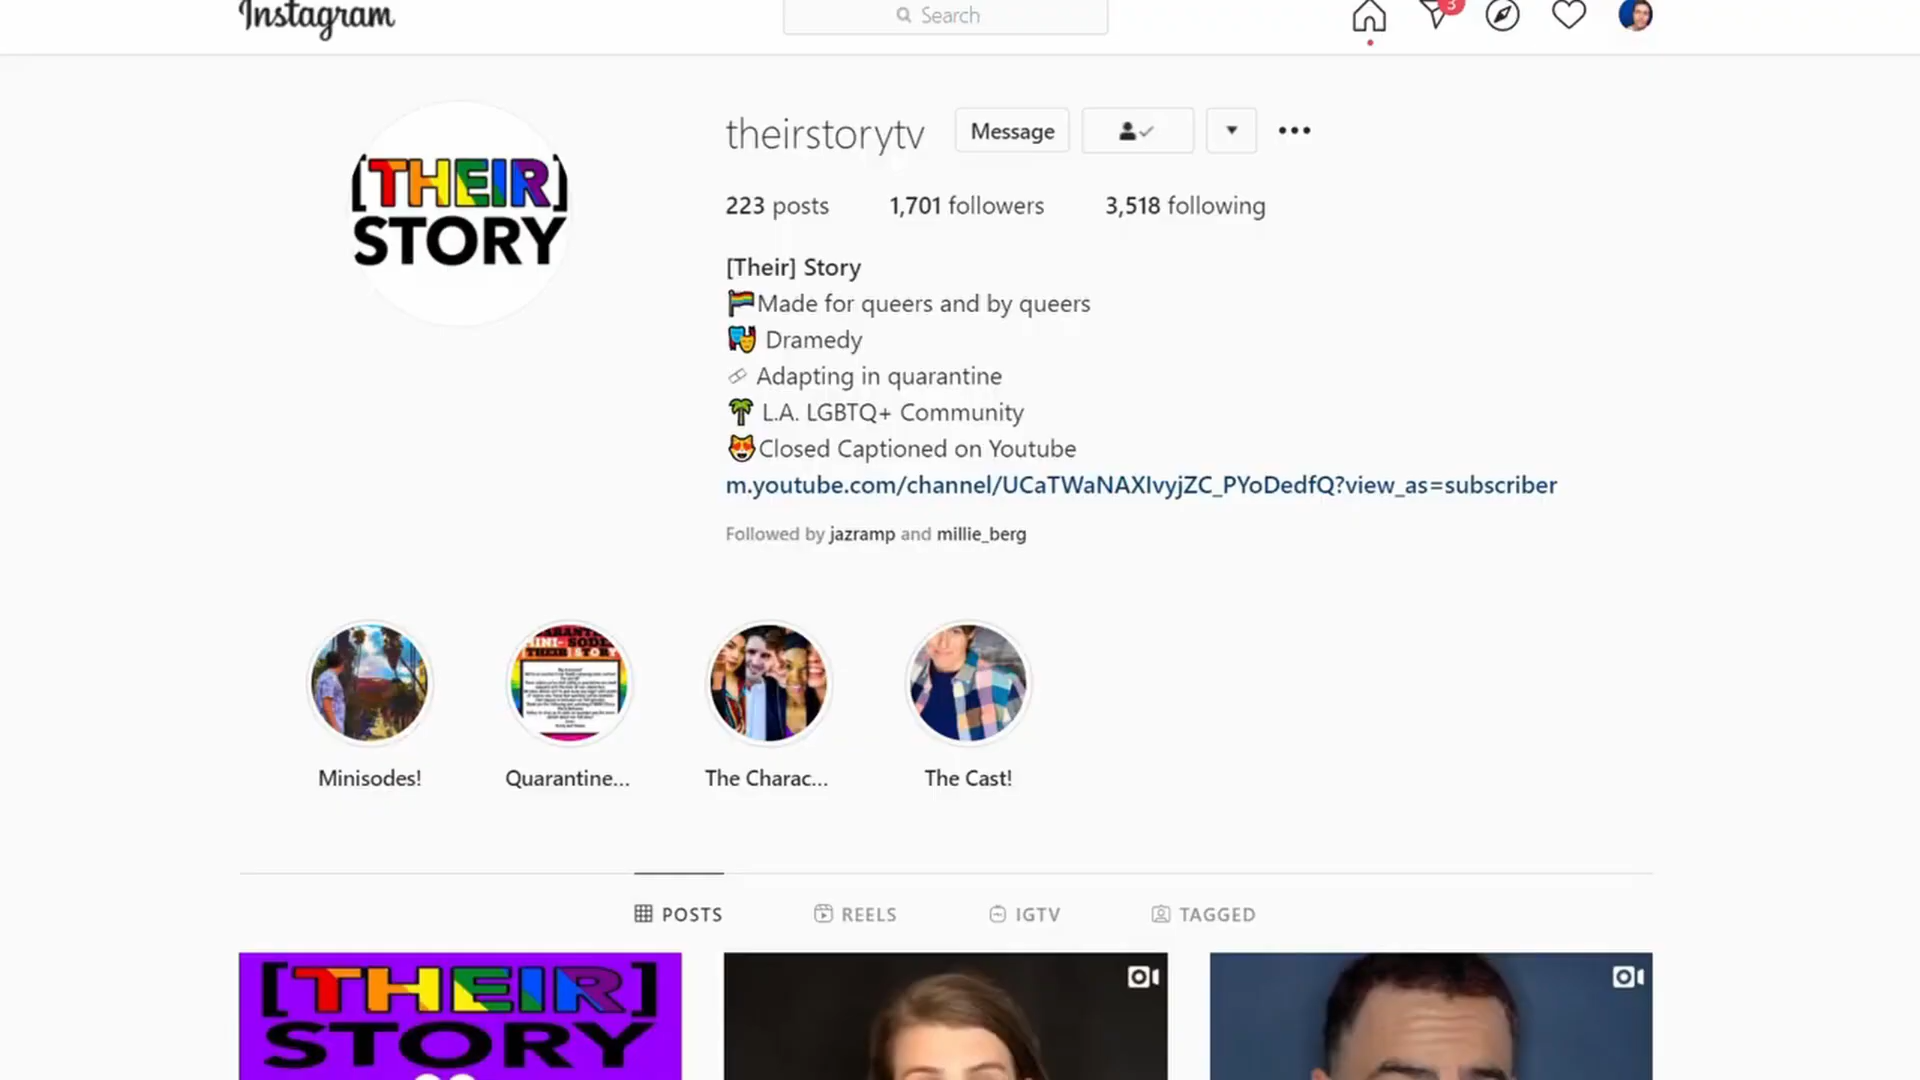 Instagram
Search
3
[THEIR]
STORY
theirstorytv
Message
223 posts
1,701 followers
3,518 following
[Their] Story
Made for queers and by queers
Dramedy
Adapting in quarantine
L.A. LGBTQ+ Community
Closed Captioned on Youtube
m.youtube.com/channel/UCaTWaNAXIvyjZC_PYoDedfQ?view_as=subscriber
Followed by jazramp and millie_berg
THEIR STORY
Minisodes!
Quarantine...
The Charac...
The Cast!
POSTS
REELS
IGTV
TAGGED
[THEIR]
STORY